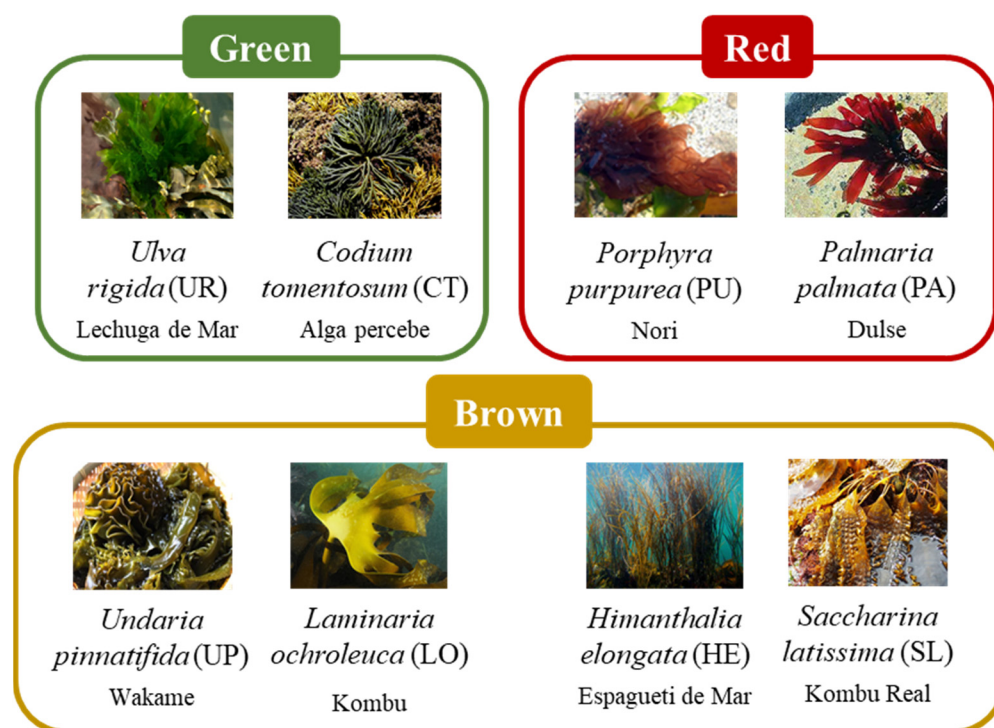 Green
Red
Ulva
rigida (UR)
Lechuga de Mar
Codium
tomentosum (CT)
Alga percebe
Porphyra
purpurea (PU)
Nori
Palmaria
palmata (PA)
Dulse
Brown
Undaria
pinnatifida (UP)
Wakame
Laminaria
ochroleuca (LO)
Kombu
Himanthalia
elongata (HE)
Espagueti de Mar
Saccharina
latissima (SL)
Kombu Real